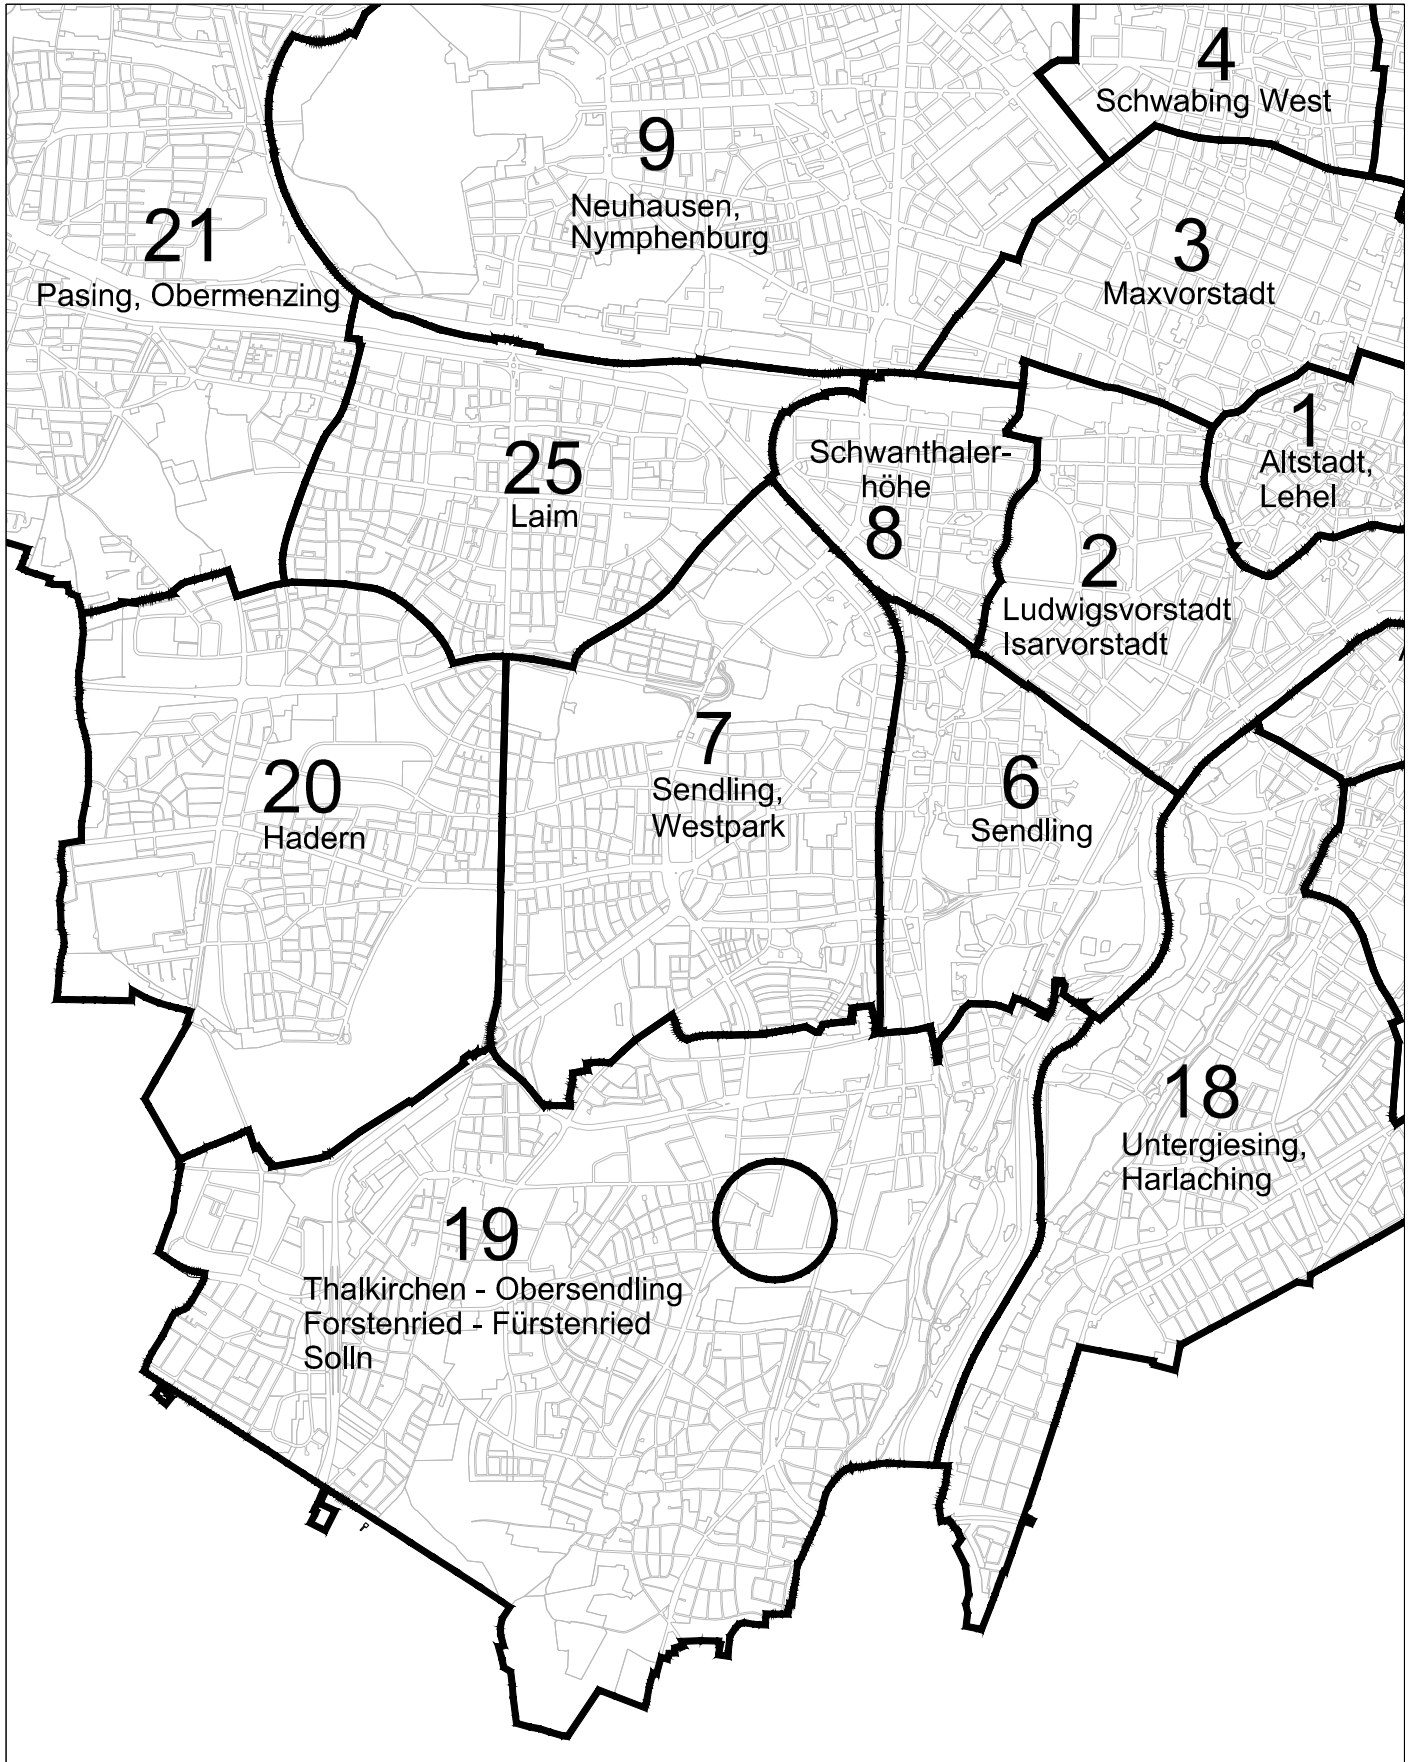 4
Schwabing West
9
Neuhausen,
Nymphenburg
21
Pasing, Obermenzing
3
Maxvorstadt
1
Altstadt,
Lehel
25
Laim
Schwanthaler-
höhe
8
2
Ludwigsvorstadt
Isarvorstadt
7
Sendling,
Westpark
20
Hadern
6
Sendling
18
Untergiesing,
Harlaching
19
Thalkirchen - Obersendling
Forstenried - Fürstenried
Solln